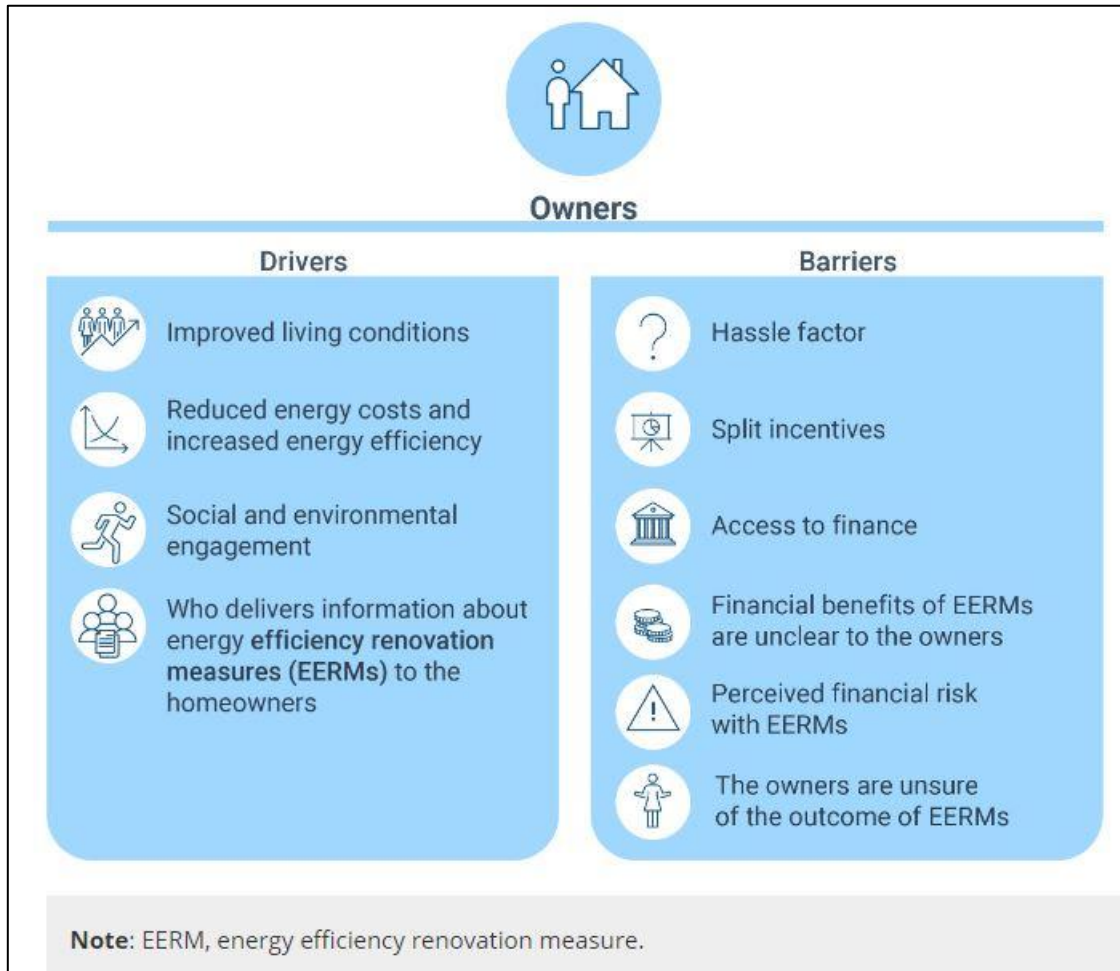 Owners
Drivers
Improved living conditions
Reduced energy costs and
increased energy efficiency
Social and environmental
engagement
Who delivers information about
energy efficiency renovation
measures (EERMs) to the
homeowners
Barriers
Hassle factor
Split incentives
Access to finance
Financial benefits of EERMs
are unclear to the owners
Perceived financial risk
with EERMs
The owners are unsure
of the outcome of EERMs
Note: EERM, energy efficiency renovation measure.